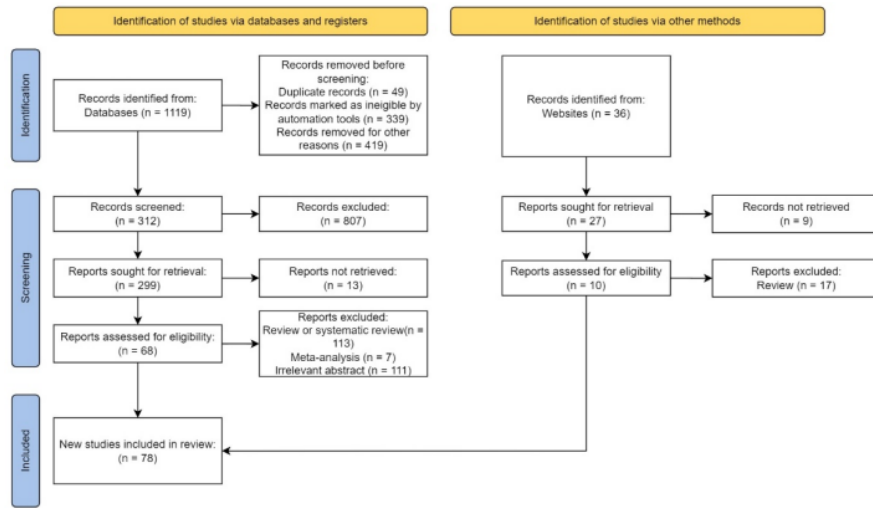 Identification of studies via databases and registers
Identification of studies via other methods
Identification
Records identified from:
Databases (n = 1119)
Records removed before
screening:
Duplicate records (n = 49)
Records marked as ineligible by
automation tools (n = 339)
Records removed for other
reasons (n = 419)
Records identified from:
Websites (n = 36)
Screening
Records screened:
(n = 312)
Records excluded:
(n = 807)
Reports sought for retrieval
(n = 27)
Records not retrieved
(n = 9)
Reports sought for retrieval:
(n = 299)
Reports not retrieved:
(n = 13)
Reports assessed for eligibility
(n = 10)
Reports excluded:
Review (n = 17)
Reports assessed for eligibility:
(n = 68)
Reports excluded:
Review or systematic review(n =
113)
Meta-analysis (n = 7)
Irrelevant abstract (n = 111)
Included
New studies included in review:
(n = 78)